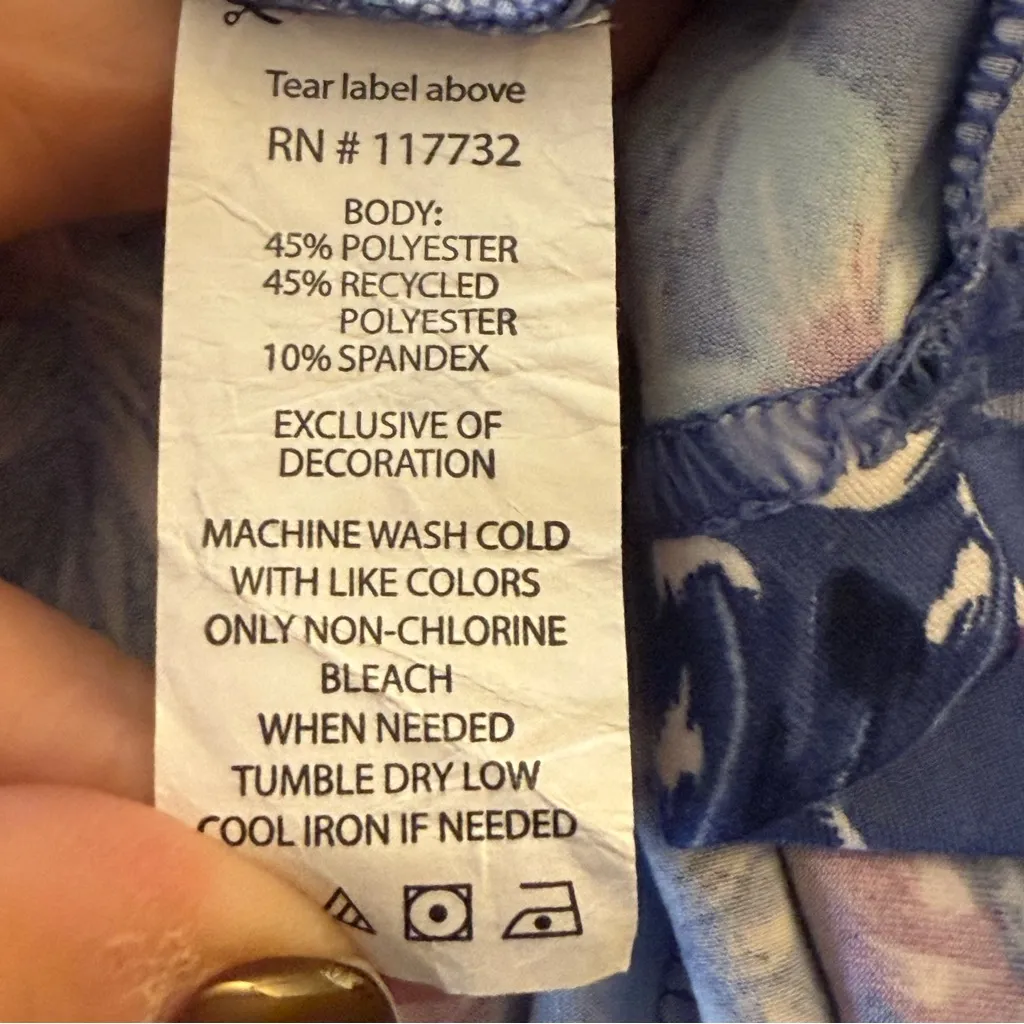 Tear label above
RN # 117732
BODY:
45% POLYESTER
45% RECYCLED
POLYESTER
10% SPANDEX
EXCLUSIVE OF
DECORATION
MACHINE WASH COLD
WITH LIKE COLORS
ONLY NON-CHLORINE
BLEACH
WHEN NEEDED
TUMBLE DRY LOW
COOL IRON IF NEEDED